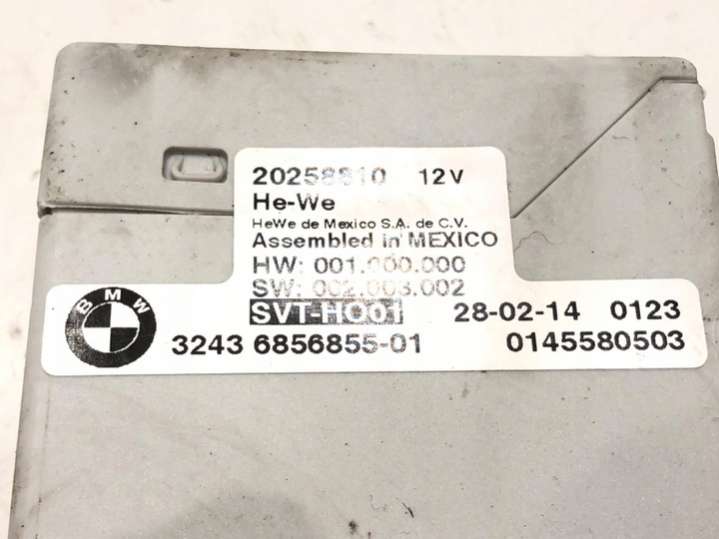 20258810 12V
He-We
HeWe de Mexico S.A. de C.V.
Assembled in MEXICO
HW: 001.000.000
SW: 002.003.002
SVT-HO01 28-02-14 0123
BMW
3243 6856855-01 0145580503